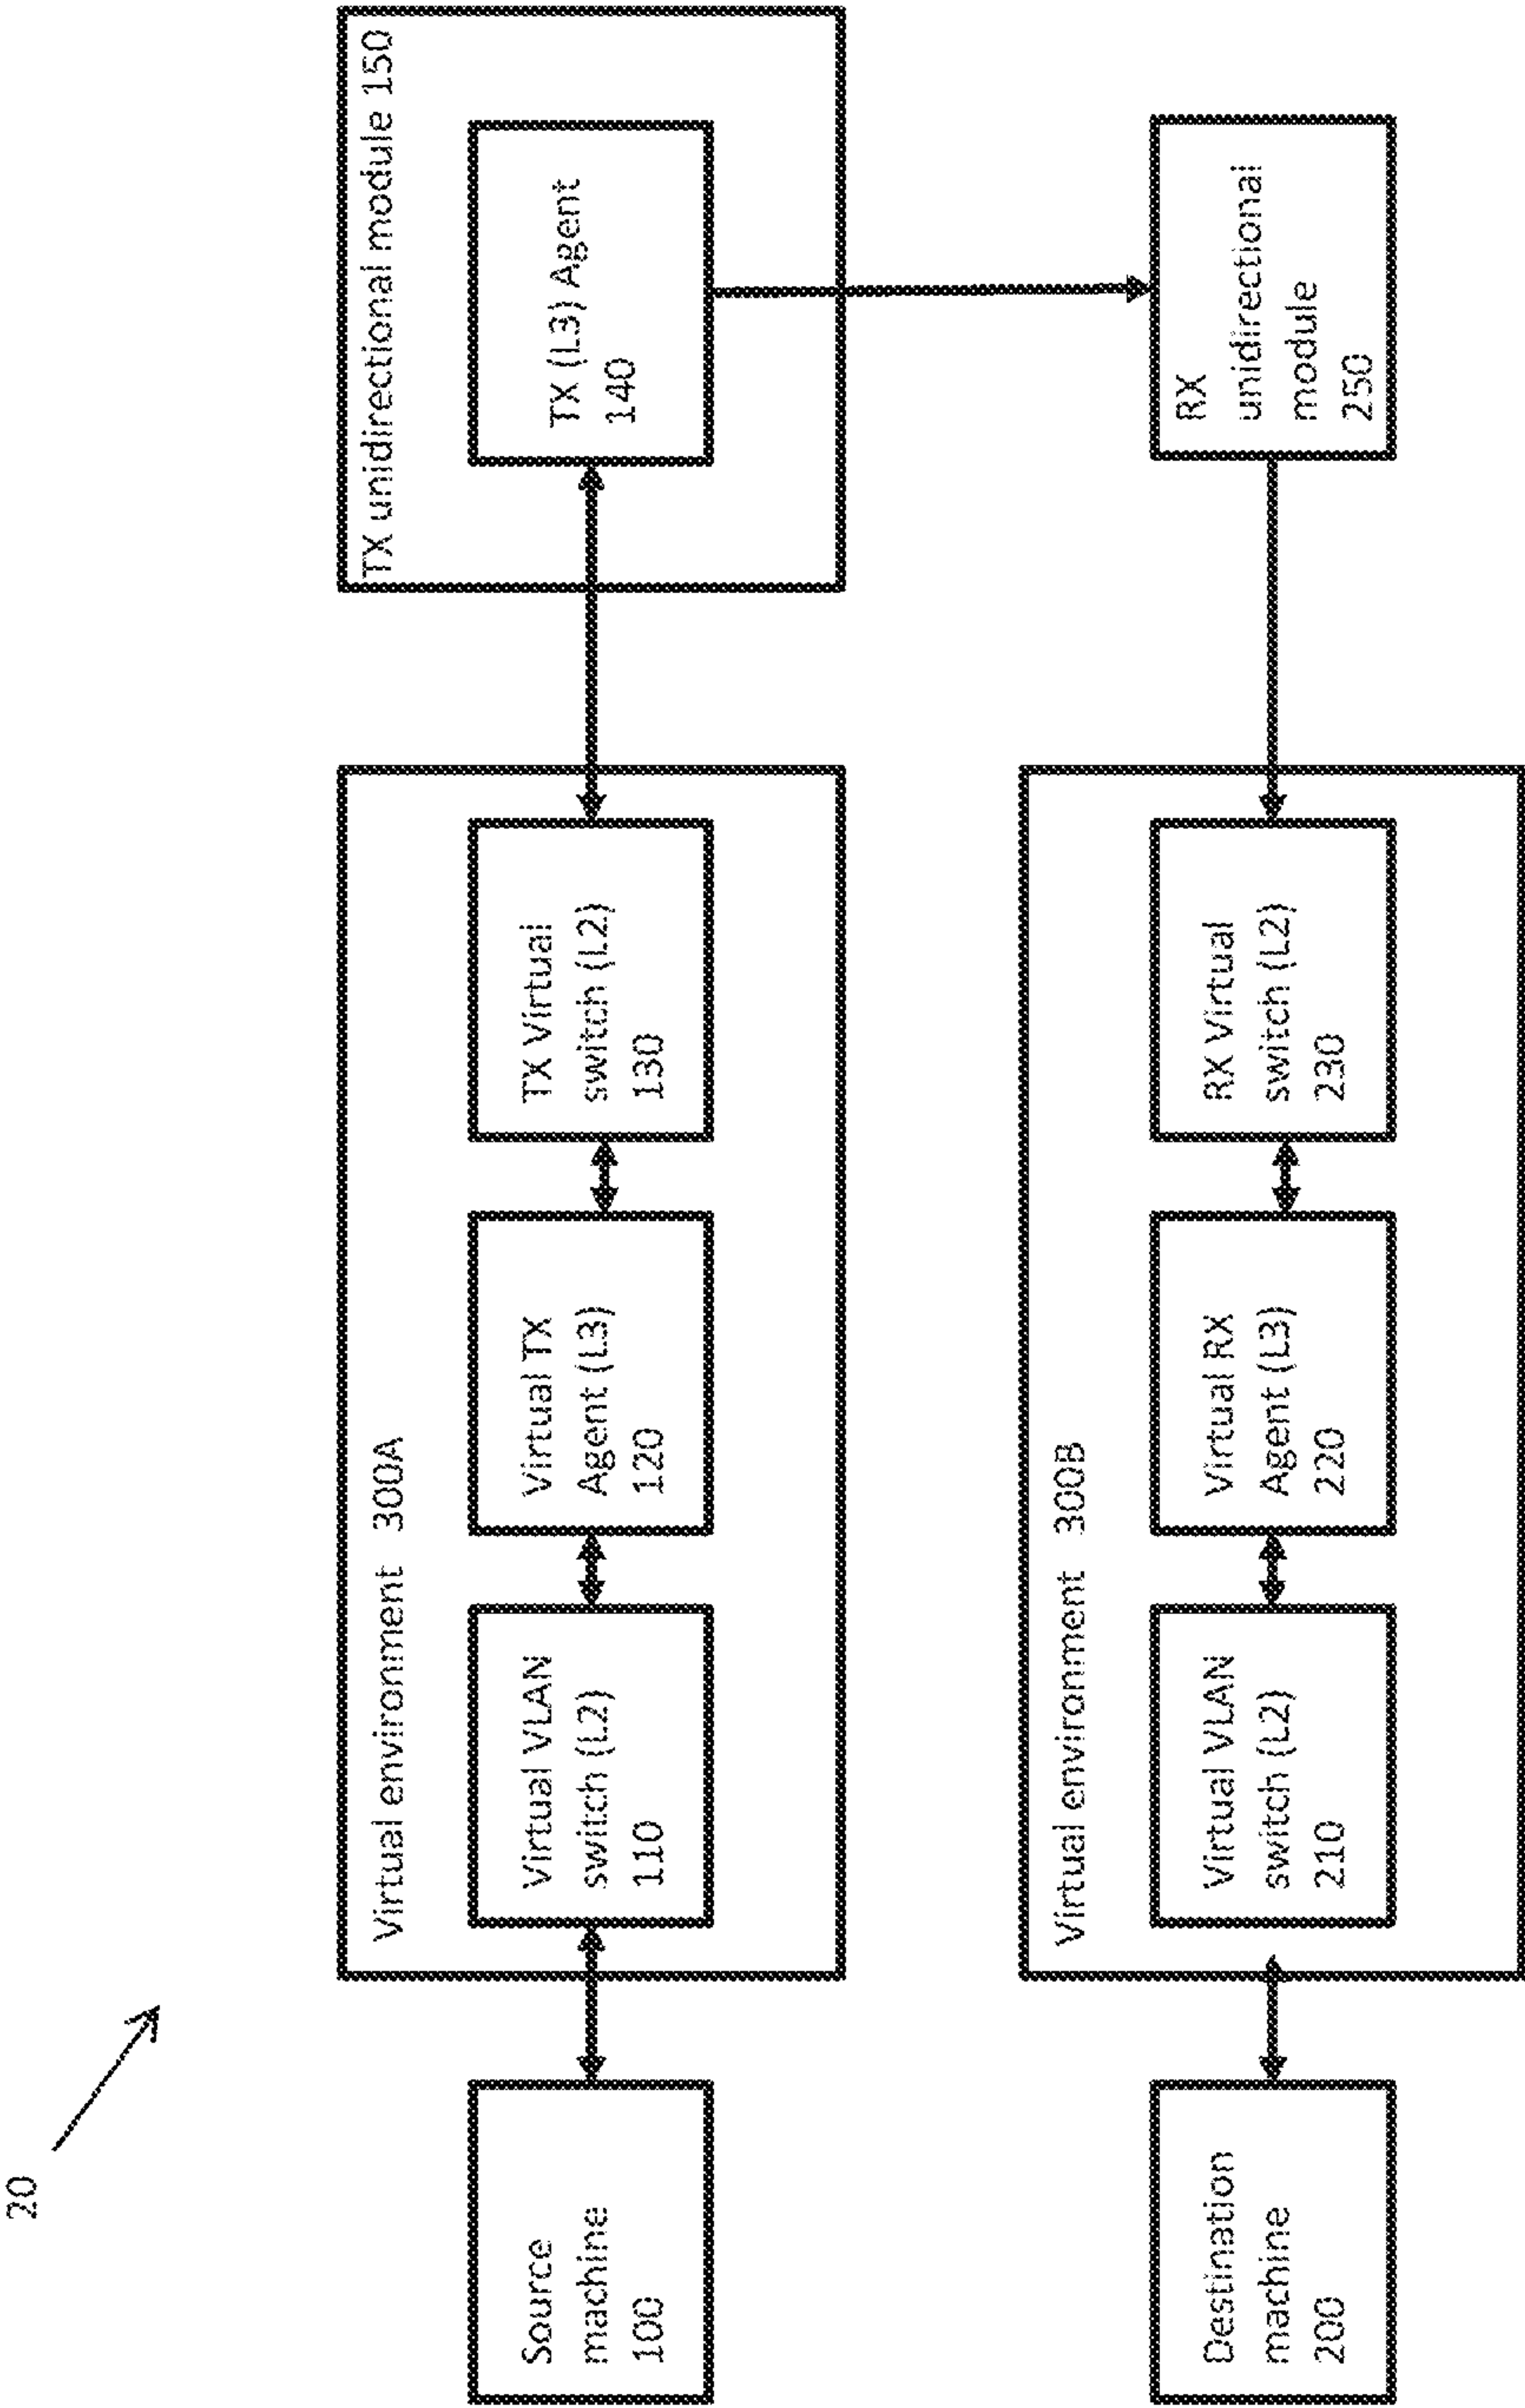 20
Virtual environment 300A
TX unidirectional module 150
Source
machine
100
Virtual VLAN
switch (L2)
110
Virtual TX
Agent (L3)
120
TX Virtual
switch (L2)
130
TX (L3) Agent
140
Virtual environment 300B
Destination
machine
200
Virtual VLAN
switch (L2)
210
Virtual RX
Agent (L3)
220
RX Virtual
switch (L2)
230
RX
unidirectional
module
250